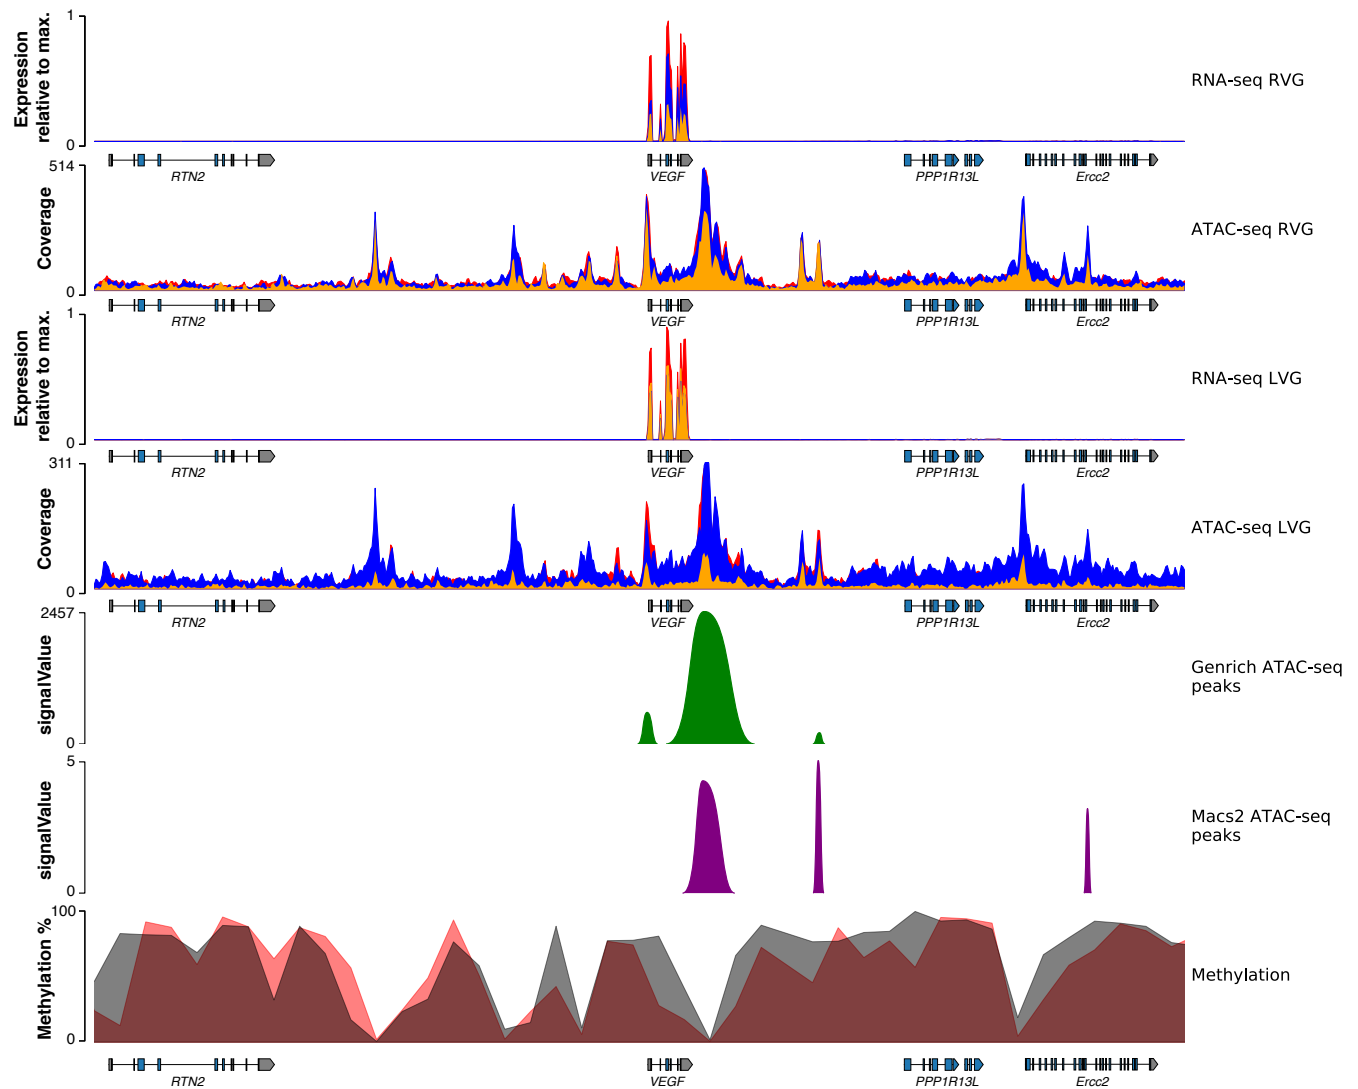 Expression
relative to max.
1
0
RNA-seq RVG
RTN2
VEGF
PPP1R13L
Ercc2
Coverage
514
0
ATAC-seq RVG
RTN2
VEGF
PPP1R13L
Ercc2
Expression
relative to max.
1
0
RNA-seq LVG
RTN2
VEGF
PPP1R13L
Ercc2
Coverage
311
0
ATAC-seq LVG
RTN2
VEGF
PPP1R13L
Ercc2
signalValue
2457
0
Genrich ATAC-seq
peaks
signalValue
5
0
Macs2 ATAC-seq
peaks
Methylation %
100
0
Methylation
RTN2
VEGF
PPP1R13L
Ercc2